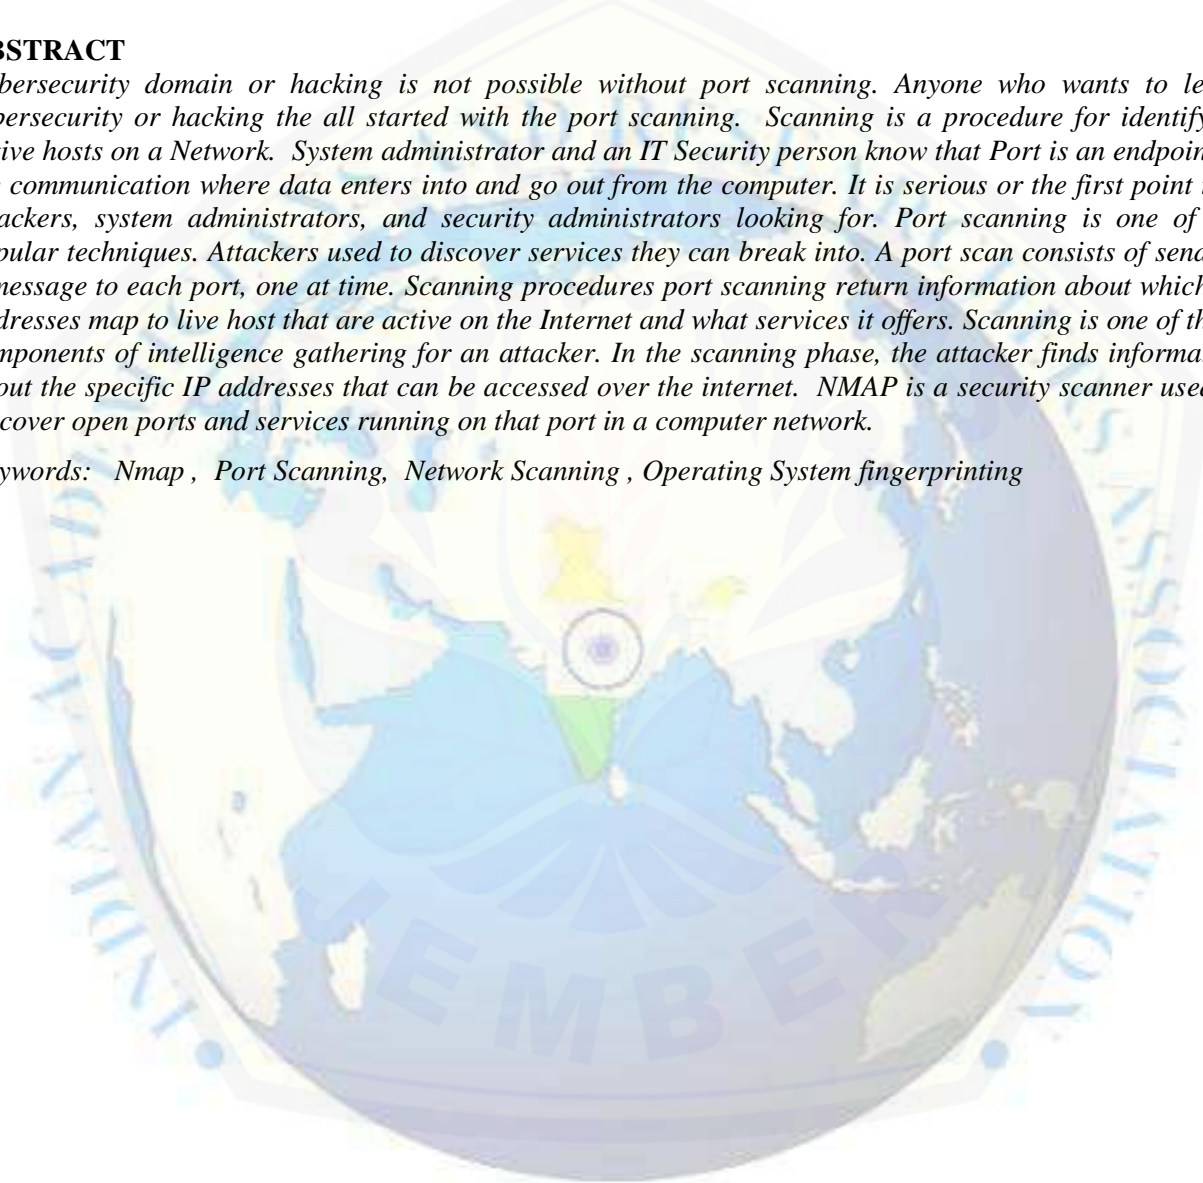 BSTRACT
bersecurity domain or hacking is not possible without port scanning. Anyone who wants to le
bersecurity or hacking the all started with the port scanning. Scanning is a procedure for identify
tive hosts on a Network. System administrator and an IT Security person know that Port is an endpoin
communication where data enters into and go out from the computer. It is serious or the first point
ackers, system administrators, and security administrators looking for. Port scanning is one of
pular techniques. Attackers used to discover services they can break into. A port scan consists of send
message to each port, one at time. Scanning procedures port scanning return information about which
dresses map to live host that are active on the Internet and what services it offers. Scanning is one of th
mponents of intelligence gathering for an attacker. In the scanning phase, the attacker finds informa
out the specific IP addresses that can be accessed over the internet. NMAP is a security scanner used
cover open ports and services running on that port in a computer network.
ywords: Nmap , Port Scanning, Network Scanning , Operating System fingerprinting
JEMBER
ASSOCIATION